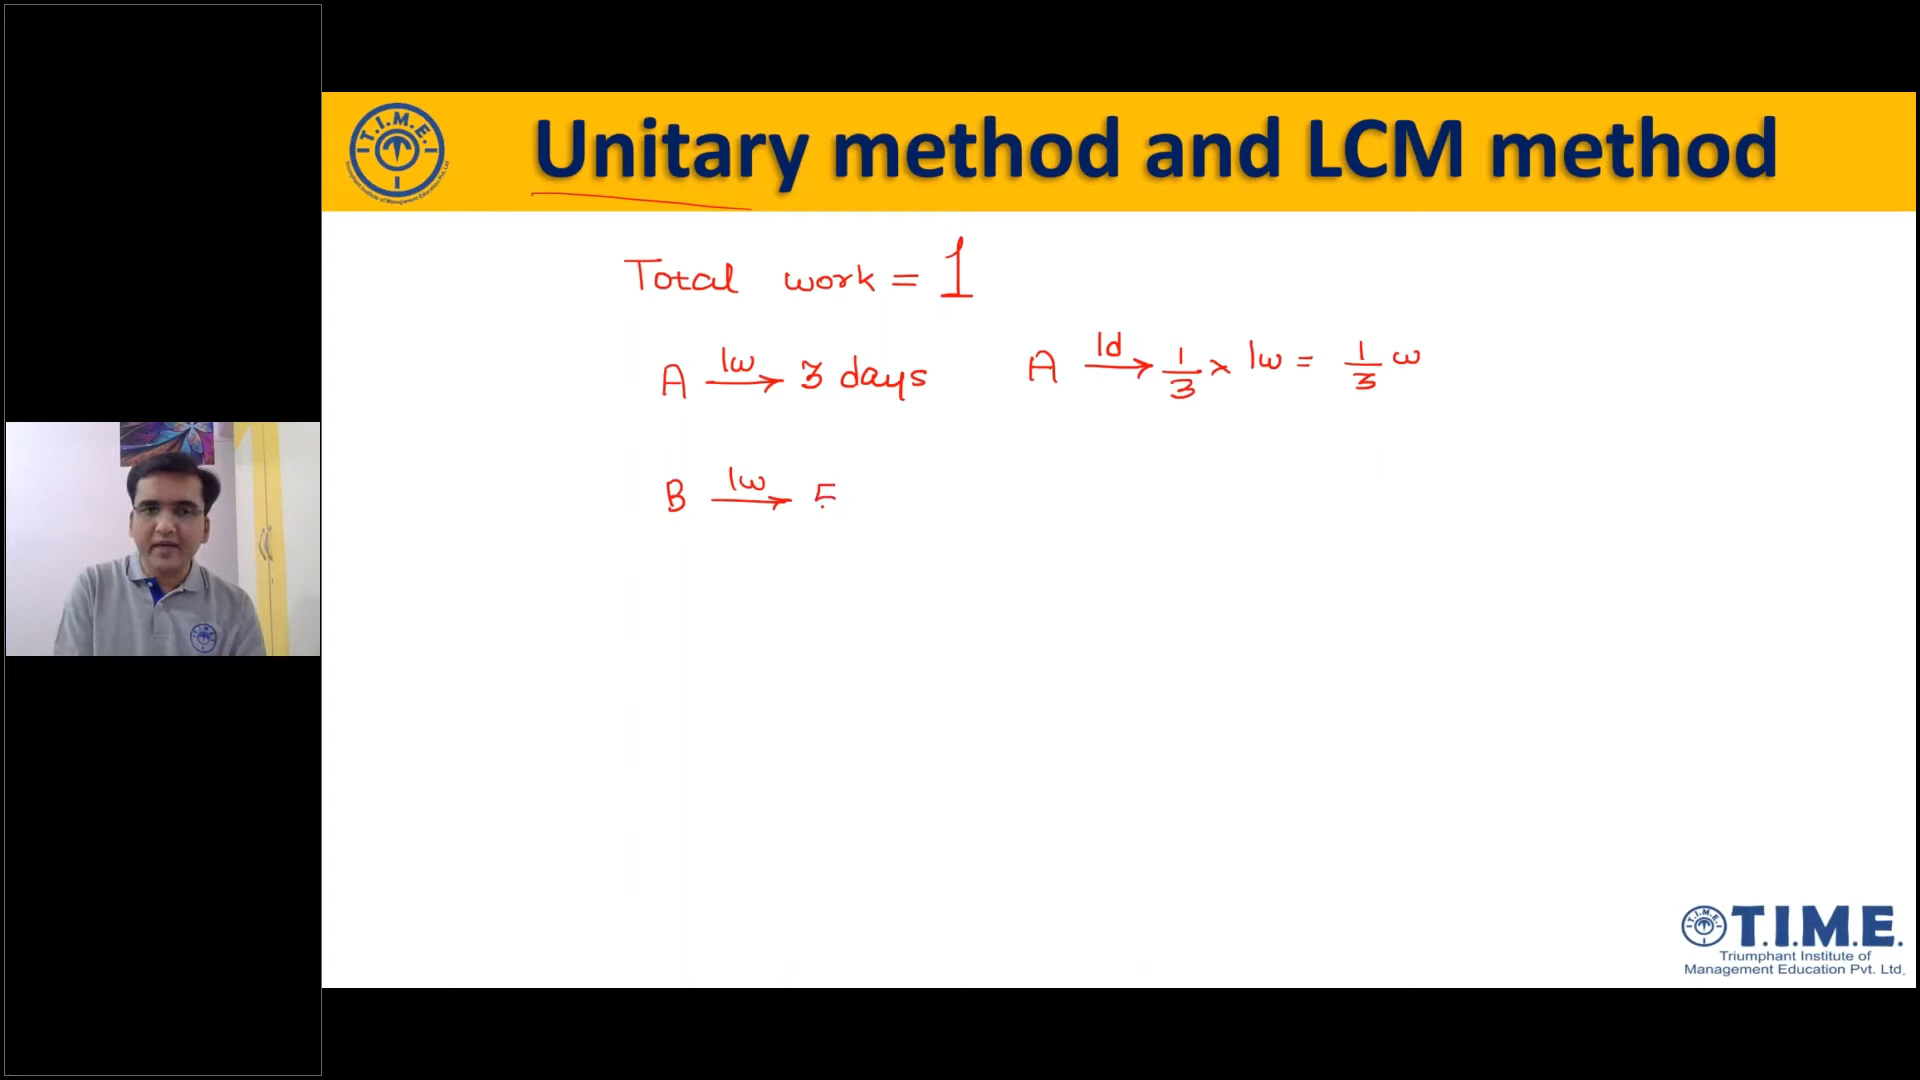 Unitary method and LCM method
T.I.M.E.
Total work = 1
A 1w → 3 days
A 1d → 1/3 × 1w = 1/3 w
B 1w → 5
T.I.M.E.
Triumphant Institute of
Management Education Pvt. Ltd.